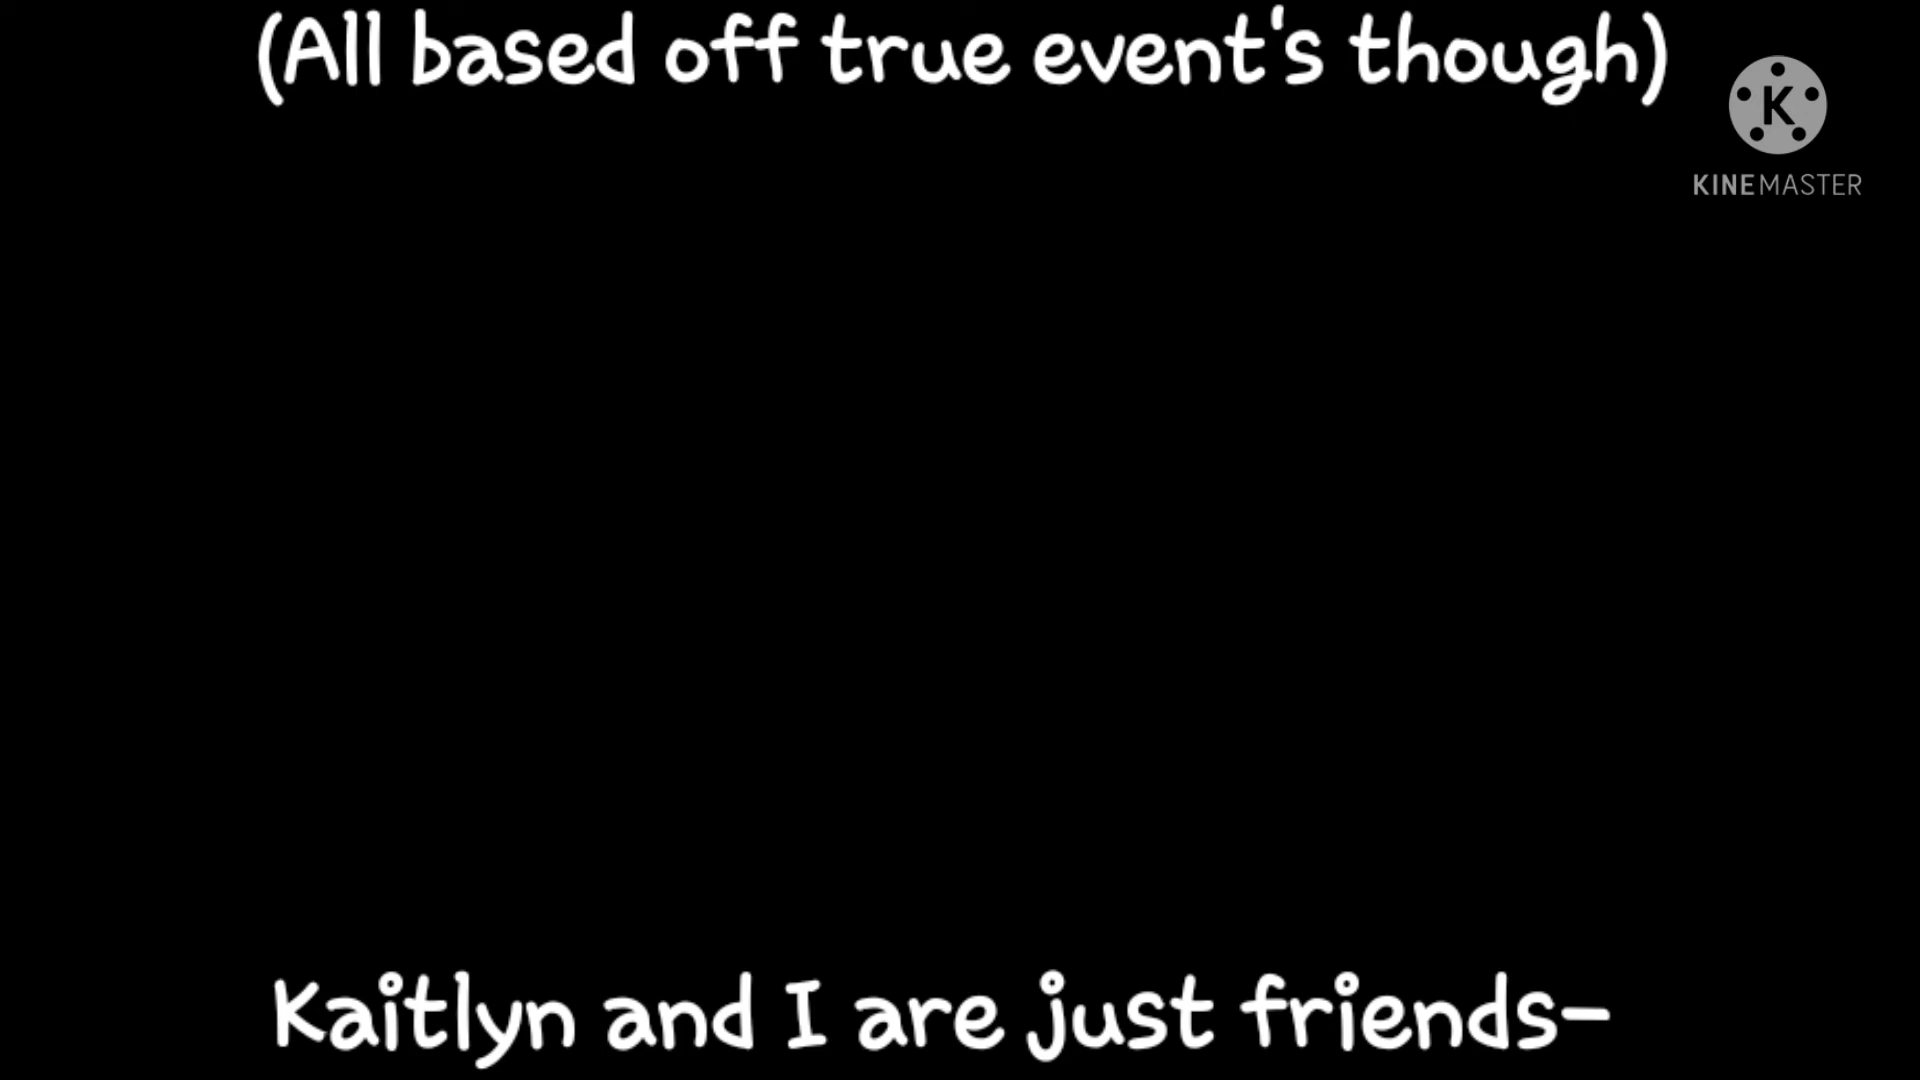 (All based off true event's though)
K
KINEMASTER
Kaitlyn and I are just friends-